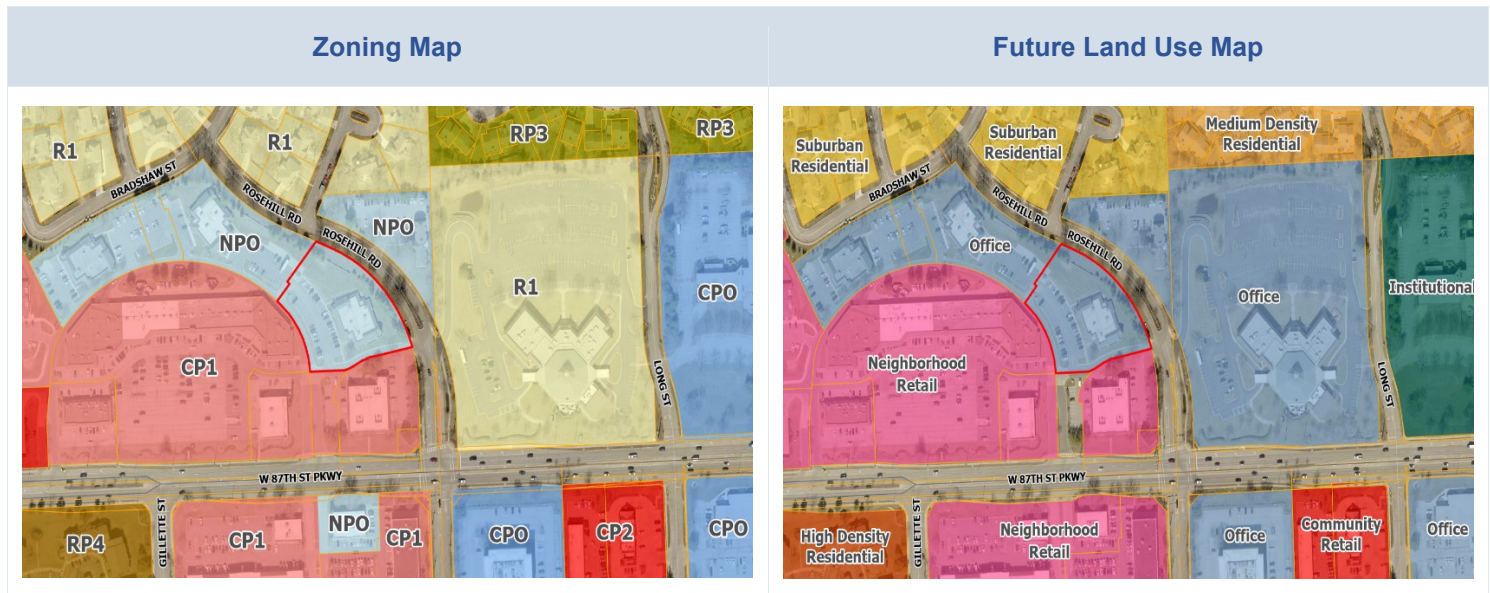 Zoning Map
R1
R1
RP3
RP3
BRADSHAW ST
ROSEHILL RD
NPO
NPO
ROSEHILL RD
R1
CPO
CP1
LONG ST
W 87TH ST PKWY
GILLETTE ST
RP4
CP1
NPO
CP1
CPO
CP2
CPO
Future Land Use Map
Suburban
Residential
Suburban
Residential
Medium Density
Residential
BRADSHAW ST
ROSEHILL RD
Office
ROSEHILL RD
Office
Institutional
Neighborhood
Retail
LONG ST
W 87TH ST PKWY
GILLETTE ST
High Density
Residential
Neighborhood
Retail
Office
Community
Retail
Office